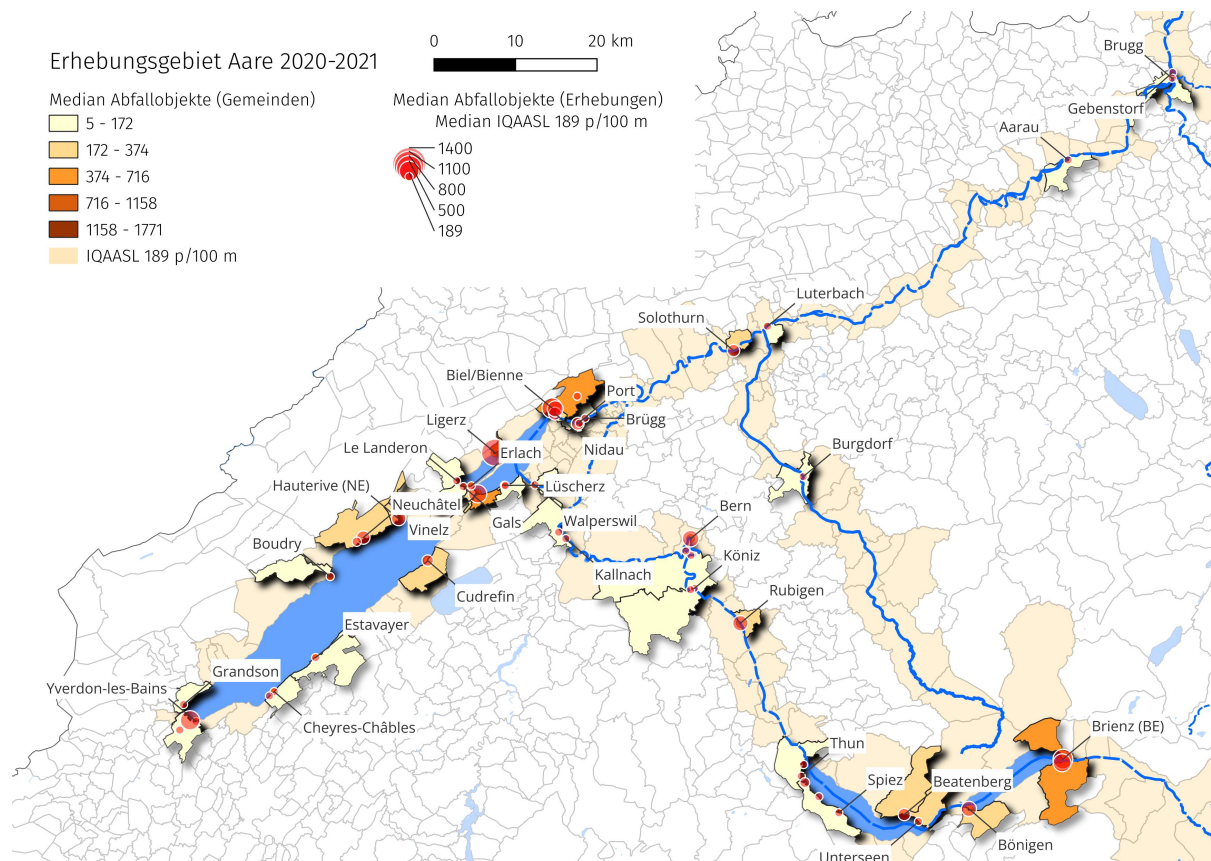 0 10 20 km
Erhebungsgebiet Aare 2020-2021
Median Abfallobjekte (Gemeinden)
5 - 172
172 - 374
374 - 716
716 - 1158
1158 - 1771
IQAASL 189 p/100 m
Median Abfallobjekte (Erhebungen)
Median IQAASL 189 p/100 m
1400
1100
800
500
189
Brugg
Gebenstorf
Aarau
Luterbach
Solothurn
Biel/Bienne
Port
Ligerz
Brügg
Erlach
Nidau
Le Landeron
Burgdorf
Hauterive (NE)
Lüscherz
Neuchâtel
Vinelz
Gals
Walperswil
Bern
Boudry
Köniz
Kallnach
Rubigen
Cudrefin
Estavayer
Grandson
Yverdon-les-Bains
Cheyres-Châbles
Brienz (BE)
Thun
Spiez
Beatenberg
Bönigen
Unterseen